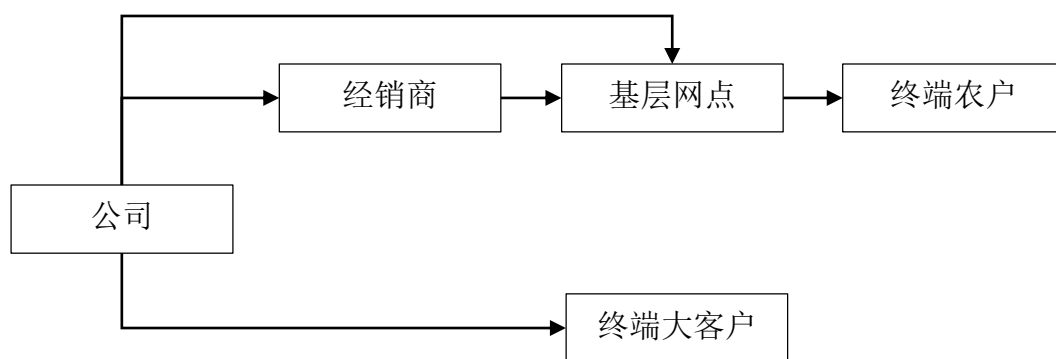 经销商
基层网点
终端农户
公司
终端大客户